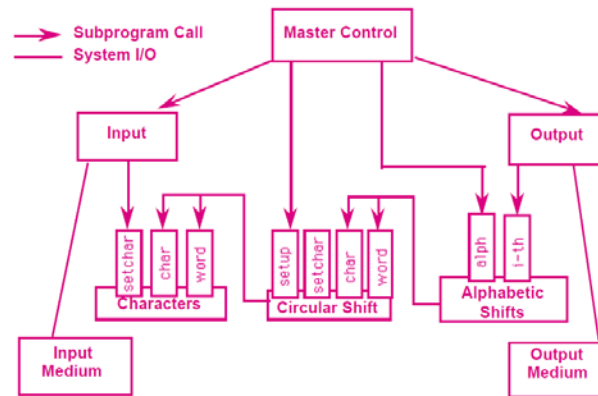 Subprogram Call
System I/O
Master Control
Input
Output
setchar
char
word
setup
setchar
char
word
alph
i-th
Characters
Circular Shift
Alphabetic
Shifts
Input
Medium
Output
Medium